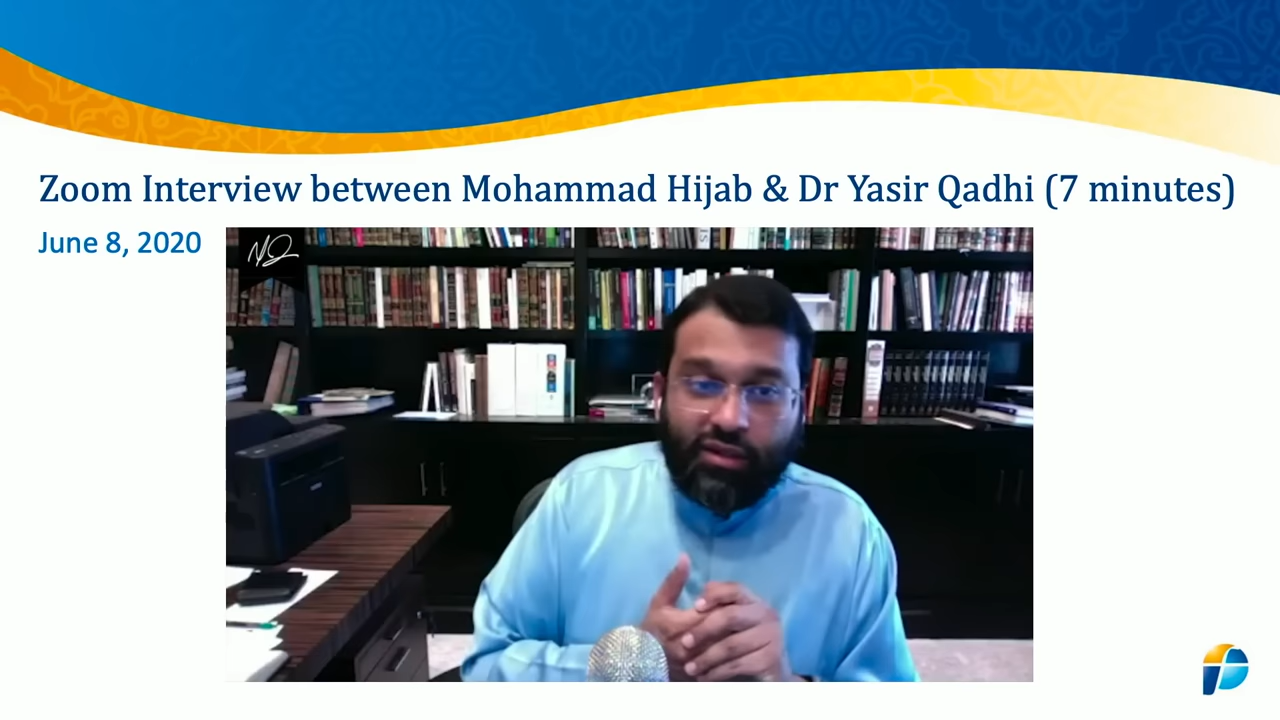 Zoom Interview between Mohammad Hijab & Dr Yasir Qadhi (7 minutes)
June 8, 2020